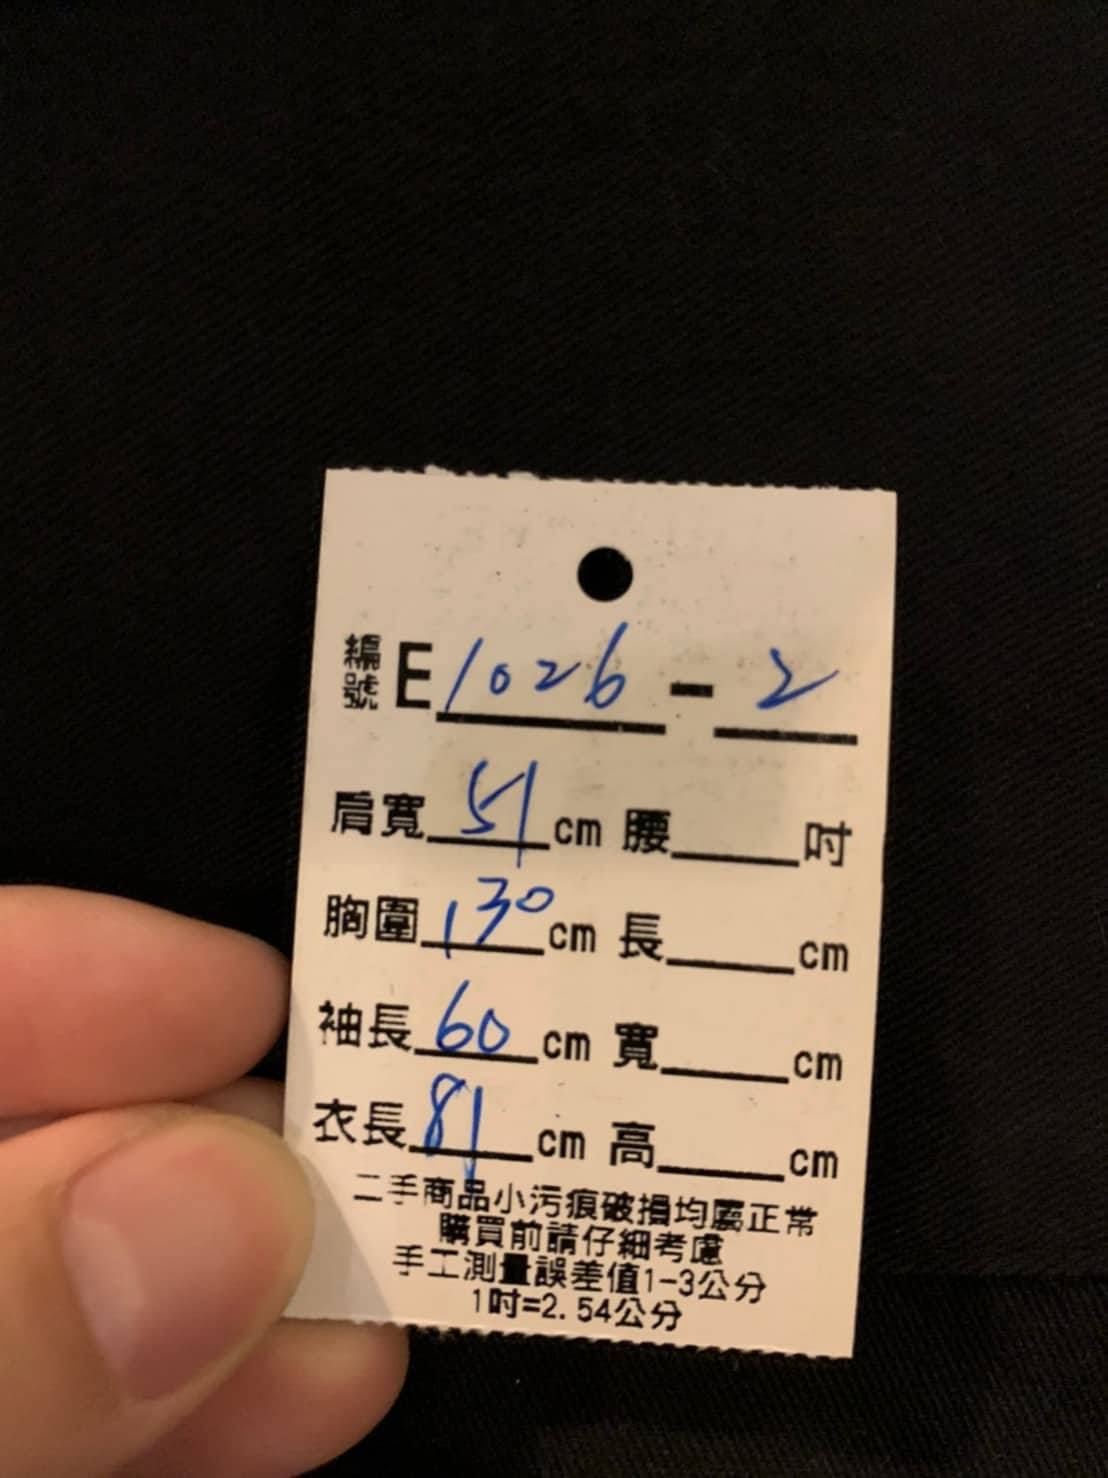 編號 E 1026 - 2
肩寬 51 cm 腰 吋
胸圍 130 cm 長 cm
袖長 60 cm 寬 cm
衣長 81 cm 高 cm
二手商品小污痕破損均屬正常
購買前請仔細考慮
手工測量誤差值1-3公分
1吋=2.54公分